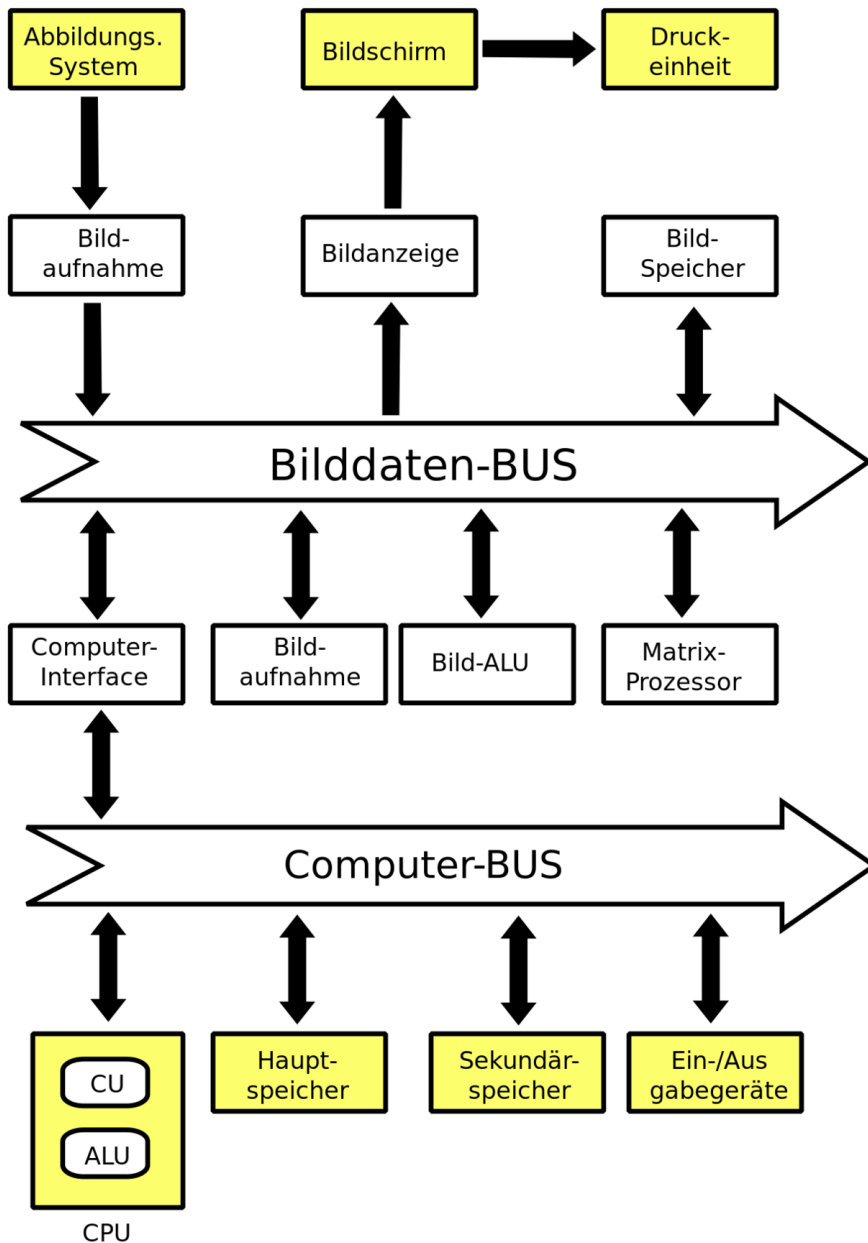 Abbildungs.
System
Bildschirm
Druck-
einheit
Bild-
aufnahme
Bildanzeige
Bild-
Speicher
Bilddaten-BUS
Computer-
Interface
Bild-
aufnahme
Bild-ALU
Matrix-
Prozessor
Computer-BUS
CU
ALU
CPU
Haupt-
speicher
Sekundär-
speicher
Ein-/Aus
gabegeräte